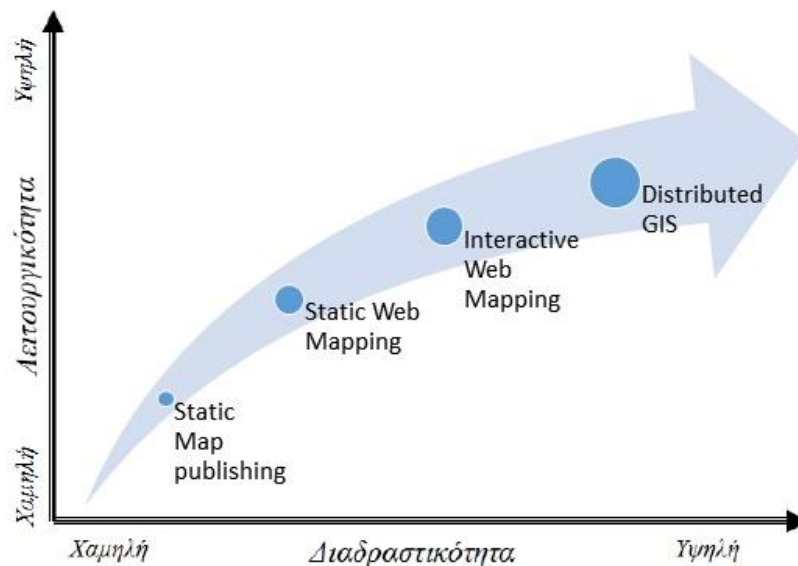 Υψηλή
Λειτουργικότητα
Χαμηλή
Distributed
GIS
Interactive
Web
Mapping
Static Web
Mapping
Static
Map
publishing
Χαμηλή
Διαδραστικότητα
Υψηλή